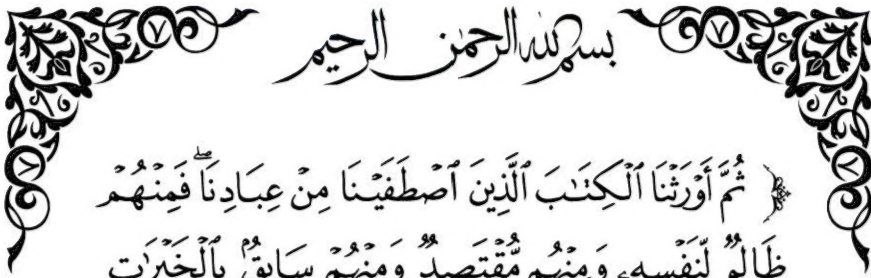 بسم الله الرحمن الرحيم
﴿ ثُمَّ أَوْرَثْنَا ٱلْكِتَـٰبَ ٱلَّذِينَ ٱصْطَفَيْنَا مِنْ عِبَادِنَا ۖ فَمِنْهُمْ
ظَالِمٌ لِّنَفْسِهِۦ وَمِنْهُم مُّقْتَصِدٌ وَمِنْهُمْ سَابِقٌۢ بِٱلْخَيْرَٰتِ